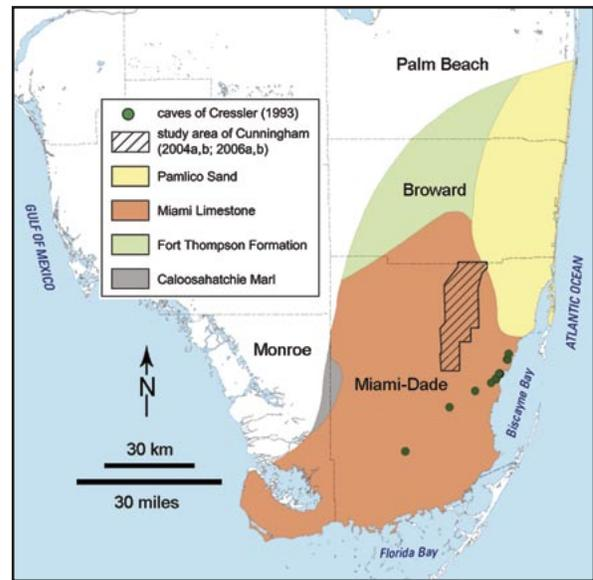 Palm Beach
caves of Cressler (1993)
study area of Cunningham
(2004a,b; 2006a,b)
Pamlico Sand
Miami Limestone
Fort Thompson Formation
Caloosahatchie Marl
Broward
GULF OF MEXICO
ATLANTIC OCEAN
Monroe
Miami-Dade
Biscayne Bay
N
30 km
30 miles
Florida Bay